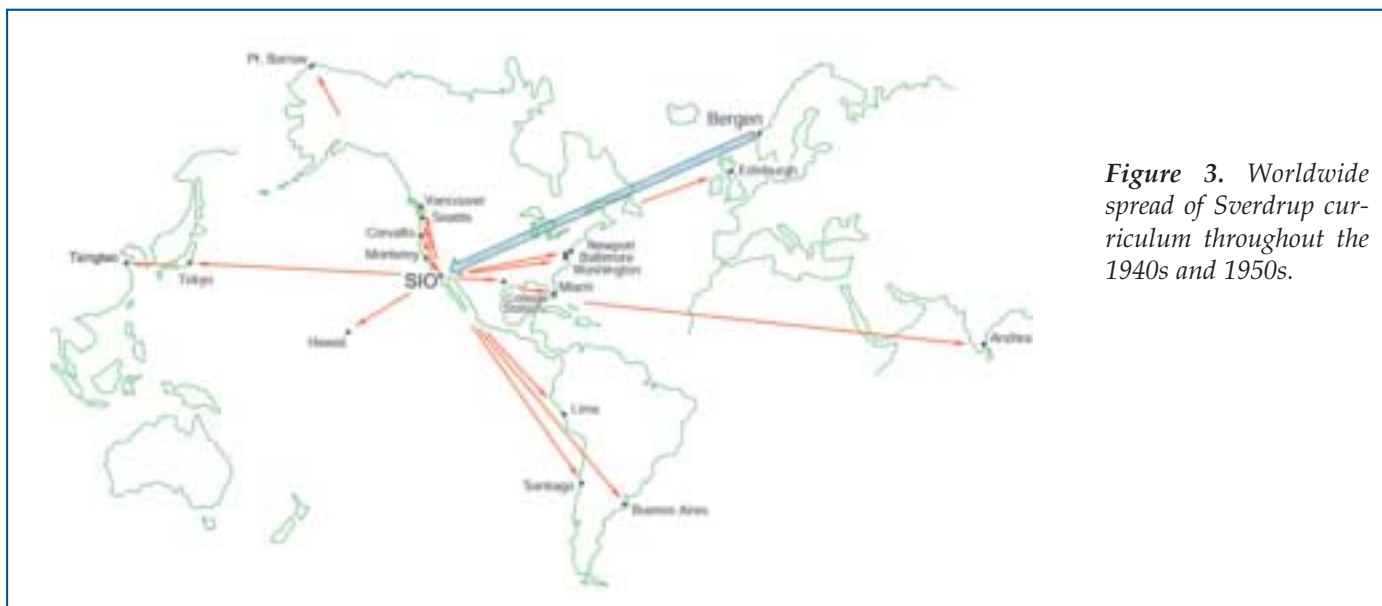 Pt. Barrow
Bergen
Edinburgh
Vancouver
Seattle
Corvallis
Monterey
Newport
Baltimore
Washington
Tsingtao
Tokyo
SIO
Miami
College
Station
Hawaii
Andhra
Lima
Santiago
Buenos Aires
Figure 3. Worldwide
spread of Sverdrup cur-
riculum throughout the
1940s and 1950s.